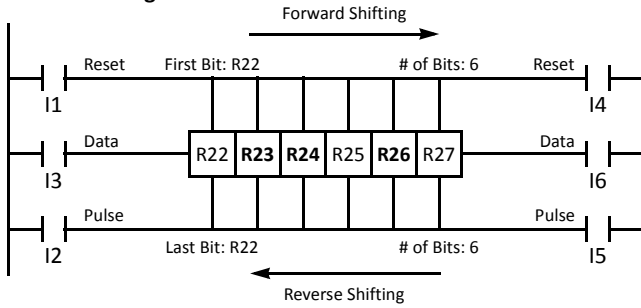 Forward Shifting
Reset First Bit: R22 # of Bits: 6 Reset
I1 I4
Data Data
R22 R23 R24 R25 R26 R27
I3 I6
Pulse Pulse
I2 Last Bit: R22 # of Bits: 6 I5
Reverse Shifting